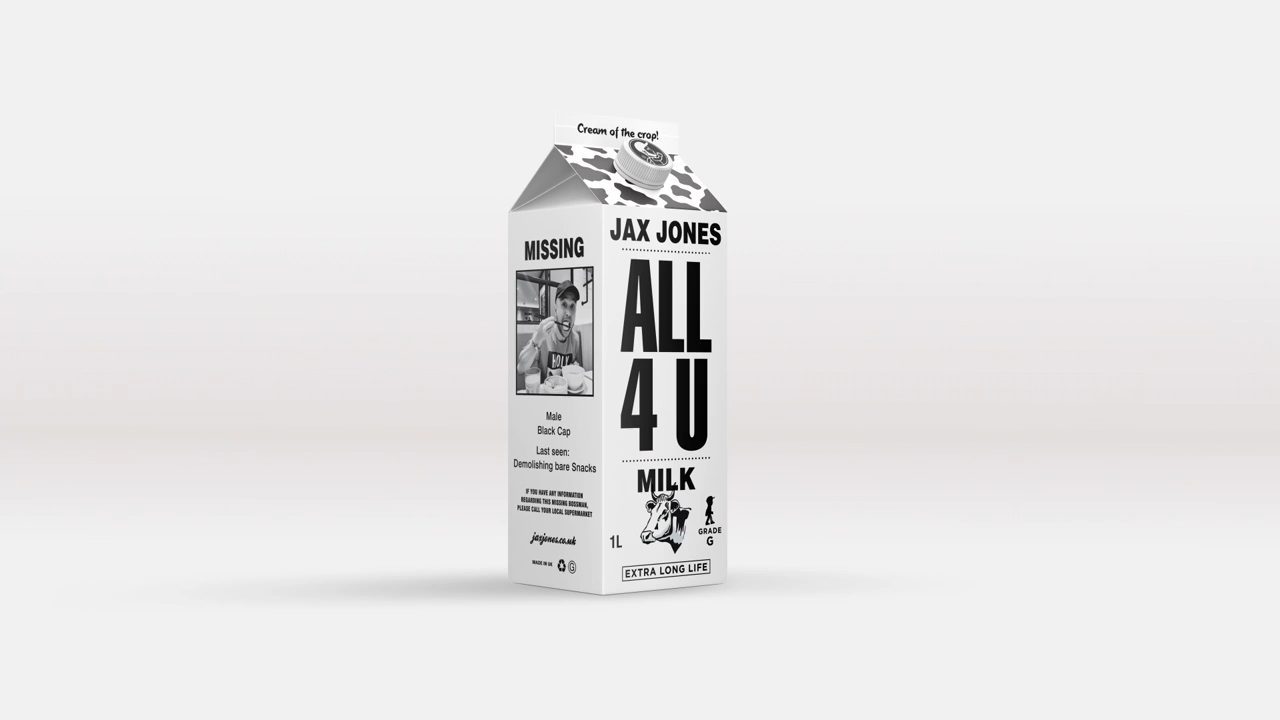 Cream of the crop!
MISSING
HOLY
Male
Black Cap
Last seen:
Demolishing bare Snacks
IF YOU HAVE ANY INFORMATION
REGARDING THIS MISSING BOSSMAN,
PLEASE CALL YOUR LOCAL SUPERMARKET
jaxjones.co.uk
MADE IN UK
G
JAX JONES
ALL
4 U
MILK
1L
GRADE
G
EXTRA LONG LIFE